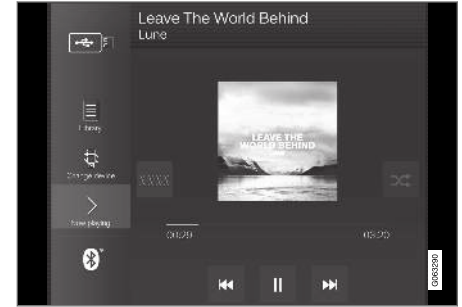 Leave The World Behind
Lune
Library
LEAVE THE
WORLD BEHIND
Change device
XXXX
Now playing
00:29
03:20
G063290